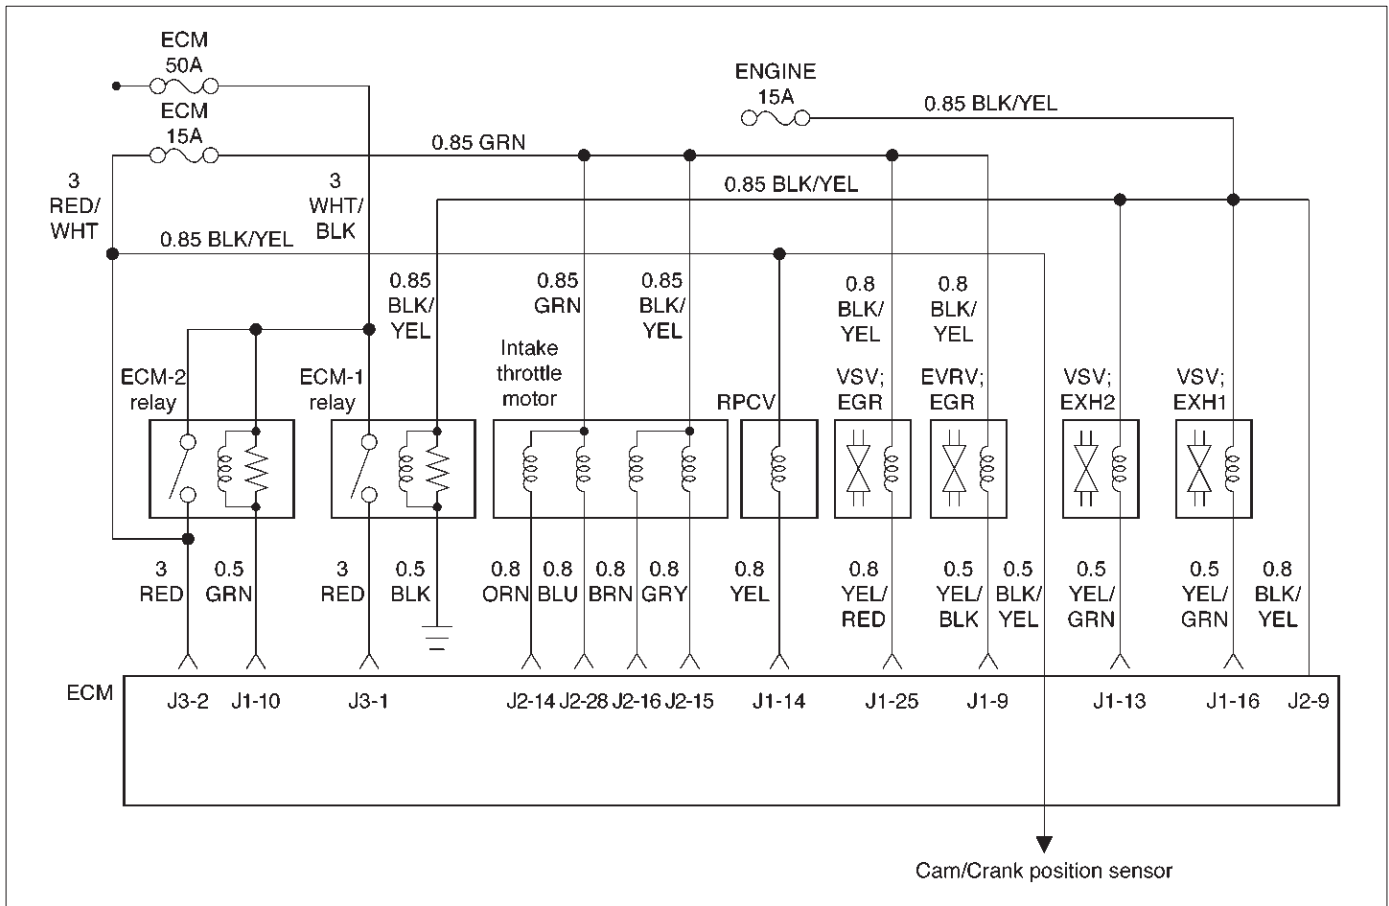 ECM
50A
ECM
15A
ENGINE
15A
0.85 BLK/YEL
0.85 GRN
0.85 BLK/YEL
3
RED/
WHT
3
WHT/
BLK
0.85 BLK/YEL
0.85
BLK/
YEL
0.85
GRN
0.85
BLK/
YEL
0.8
BLK/
YEL
0.8
BLK/
YEL
ECM-2
relay
ECM-1
relay
Intake
throttle
motor
RPCV
VSV;
EGR
EVRV;
EGR
VSV;
EXH2
VSV;
EXH1
3
RED
0.5
GRN
3
RED
0.5
BLK
0.8
ORN
0.8
BLU
0.8
BRN
0.8
GRY
0.8
YEL
0.8
YEL/
RED
0.5
YEL/
BLK
0.5
BLK/
YEL
0.5
YEL/
GRN
0.5
YEL/
GRN
0.8
BLK/
YEL
ECM
J3-2 J1-10 J3-1 J2-14 J2-28 J2-16 J2-15 J1-14 J1-25 J1-9 J1-13 J1-16 J2-9
Cam/Crank position sensor